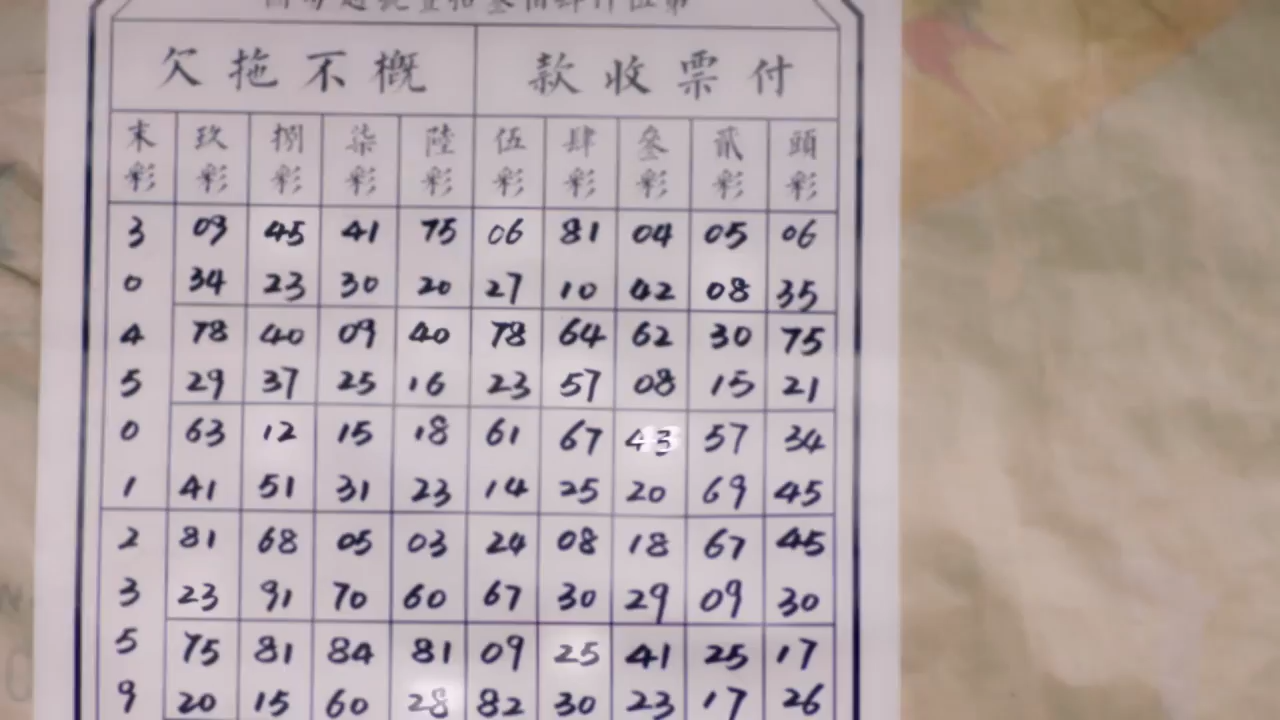 付票收款 概不拖欠
頭彩 貳彩 叄彩 肆彩 伍彩 陸彩 柒彩 捌彩 玖彩 末彩
06 05 04 81 06 75 41 45 09 3
35 08 42 10 27 20 30 23 34 0
75 30 62 64 78 40 09 40 78 4
21 15 08 57 23 16 25 37 29 5
34 57 43 67 61 18 15 12 63 0
45 69 20 25 14 23 31 51 41 1
45 67 18 08 24 03 05 68 81 2
30 09 29 30 67 60 70 91 23 3
17 25 41 25 09 81 84 81 75 5
26 17 23 30 82 28 60 15 20 9